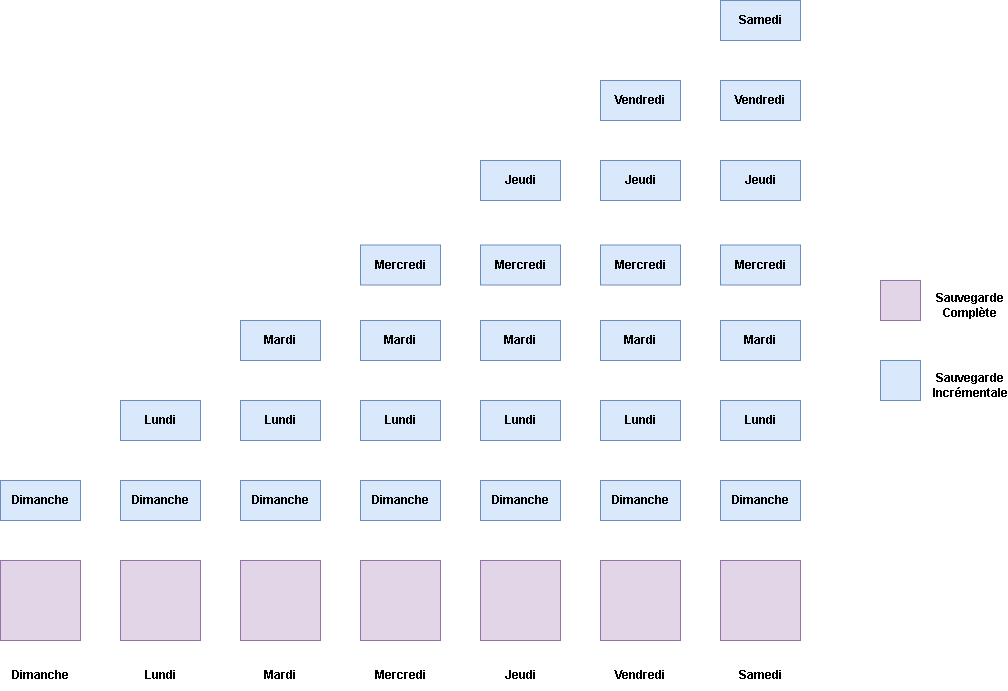 Samedi
Vendredi Vendredi
Jeudi Jeudi Jeudi
Mercredi Mercredi Mercredi Mercredi
Mardi Mardi Mardi Mardi Mardi
Lundi Lundi Lundi Lundi Lundi Lundi
Dimanche Dimanche Dimanche Dimanche Dimanche Dimanche Dimanche
Dimanche Lundi Mardi Mercredi Jeudi Vendredi Samedi
Sauvegarde
Complète
Sauvegarde
Incrémentale